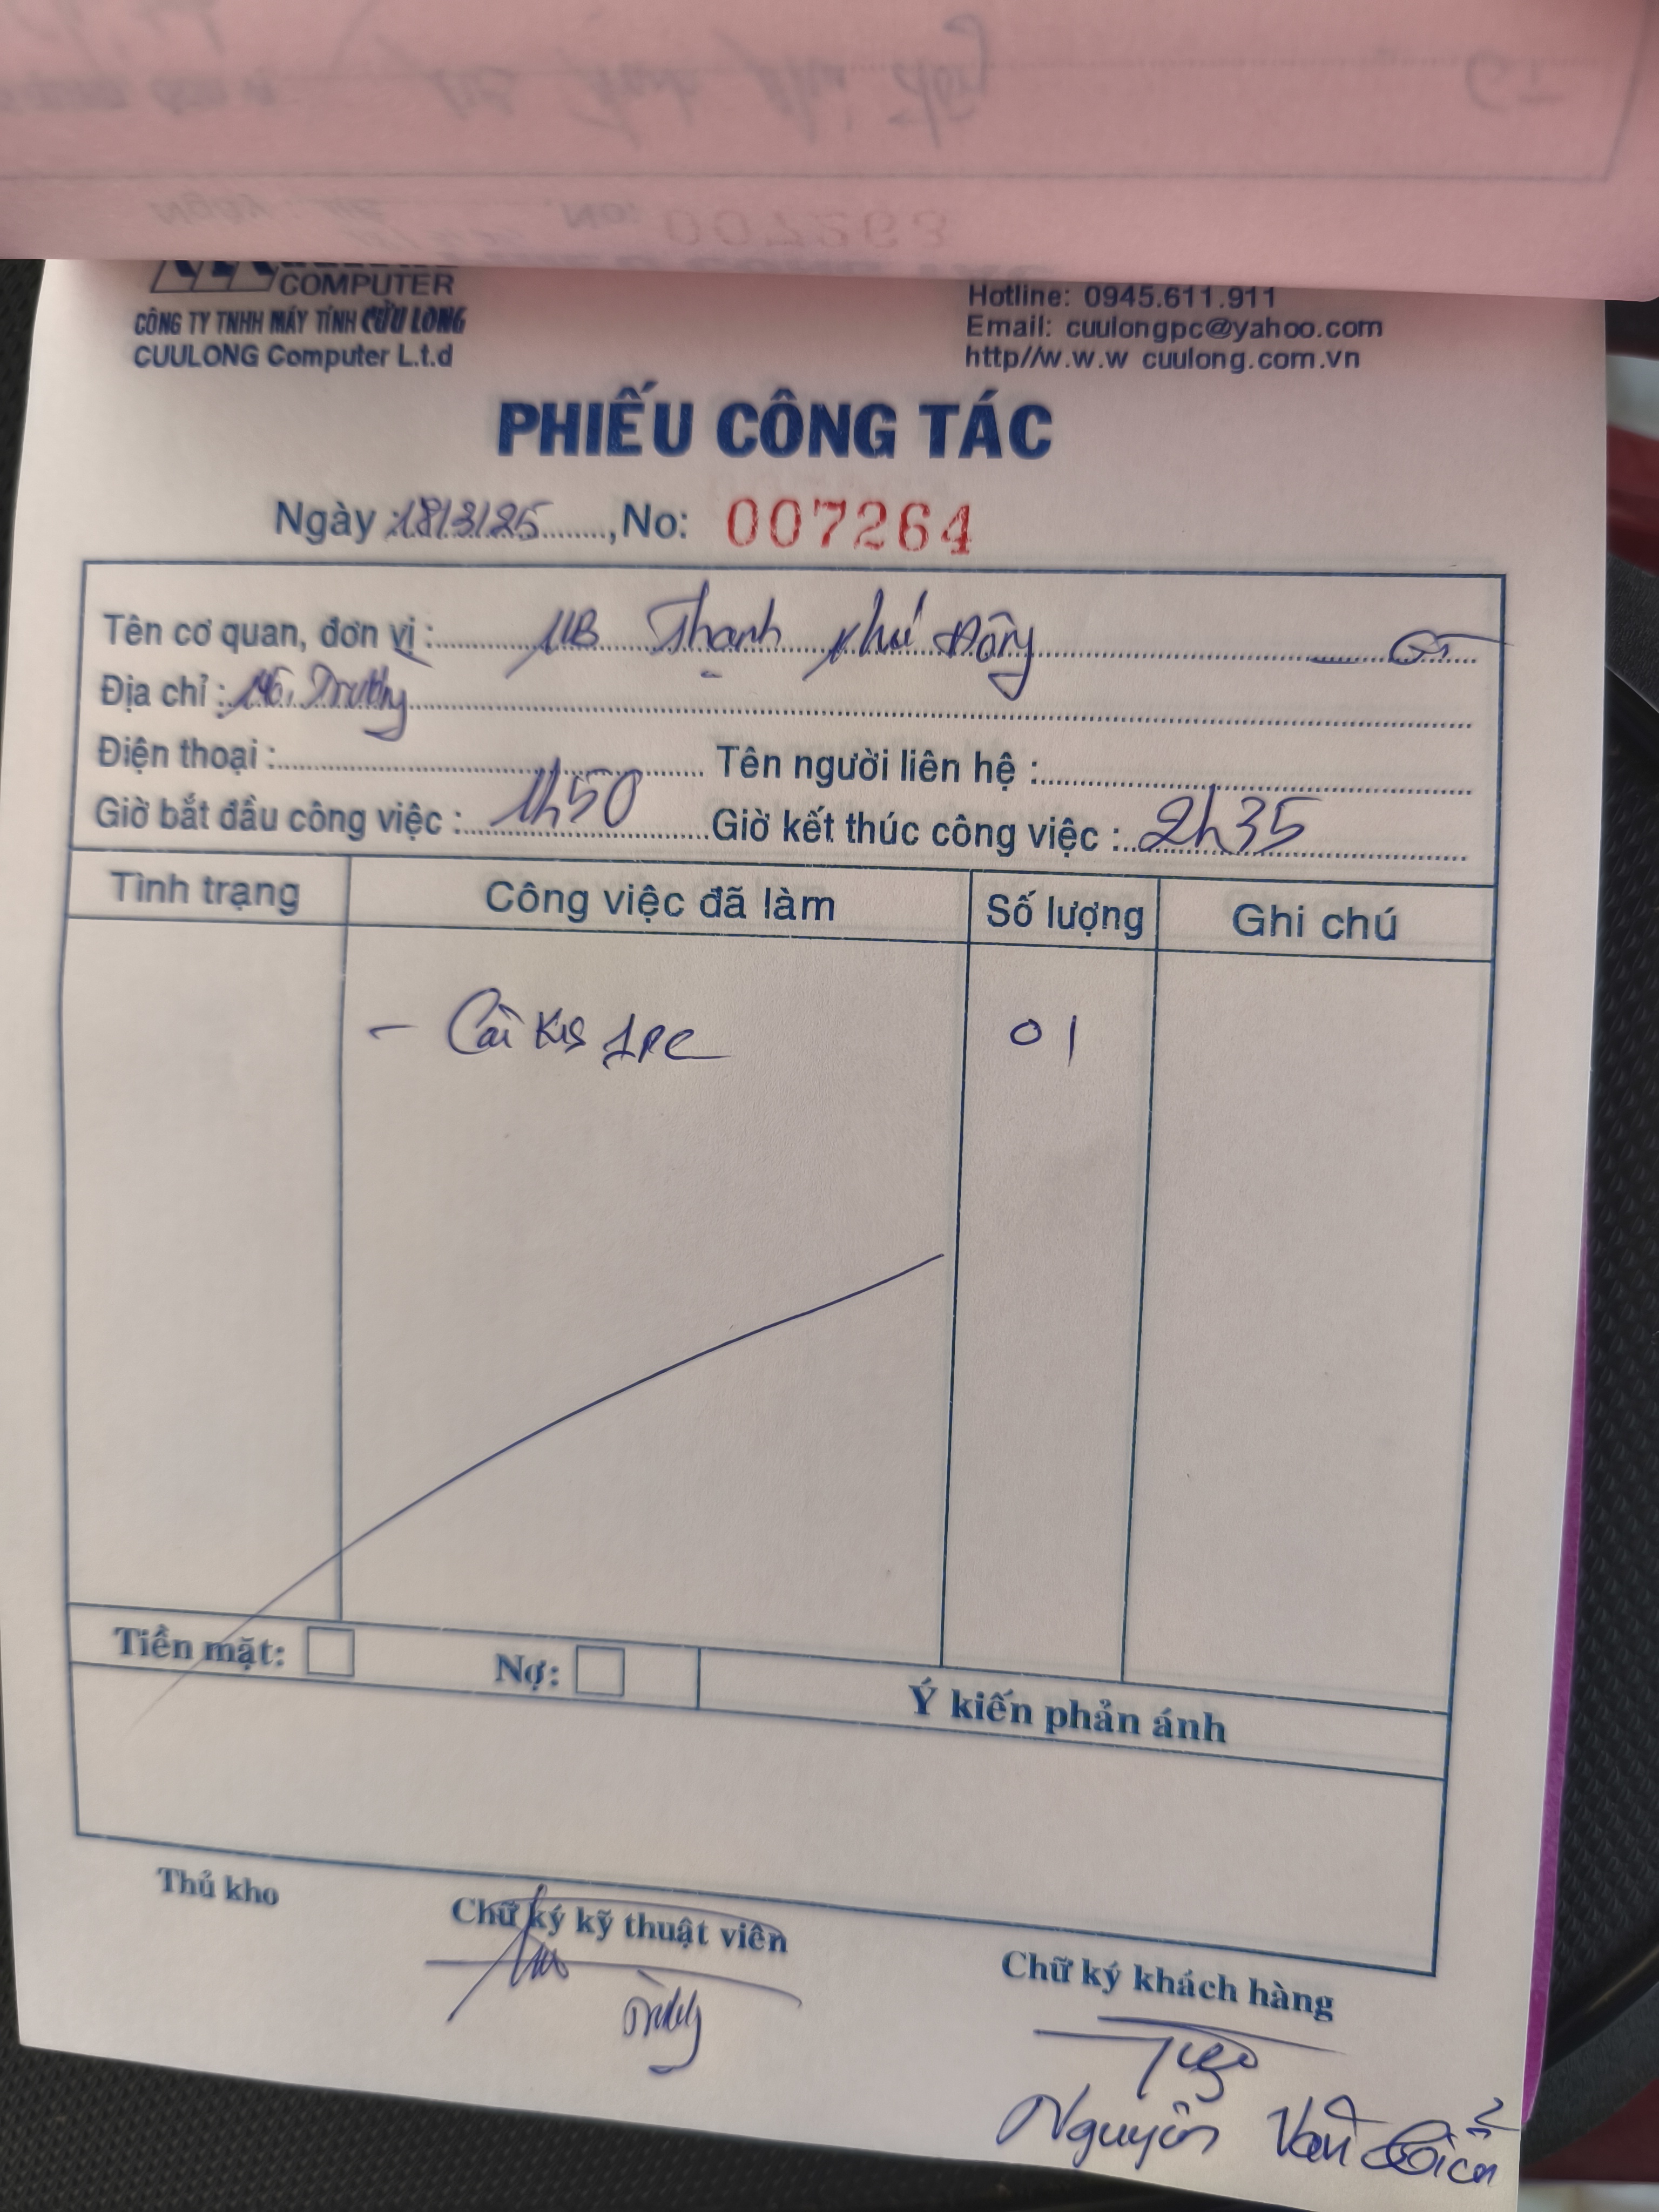 COMPUTER
CÔNG TY TNHH MÁY TÍNH CỬU LONG
CUULONG Computer L.t.d
Hotline: 0945.611.911
Email: cuulongpc@yahoo.com
http//w.w.w cuulong.com.vn
PHIẾU CÔNG TÁC
Ngày 18/3/25, No: 007264
Tên cơ quan, đơn vị : UB Thạnh Phú Đông
Địa chỉ :
Điện thoại : Tên người liên hệ :
Giờ bắt đầu công việc : 1h50 Giờ kết thúc công việc : 2h35
Tình trạng Công việc đã làm Số lượng Ghi chú
- Cài KIS 1PC 01
Tiền mặt: Nợ: Ý kiến phản ánh
Thủ kho Chữ ký kỹ thuật viên Chữ ký khách hàng
Nguyễn Văn